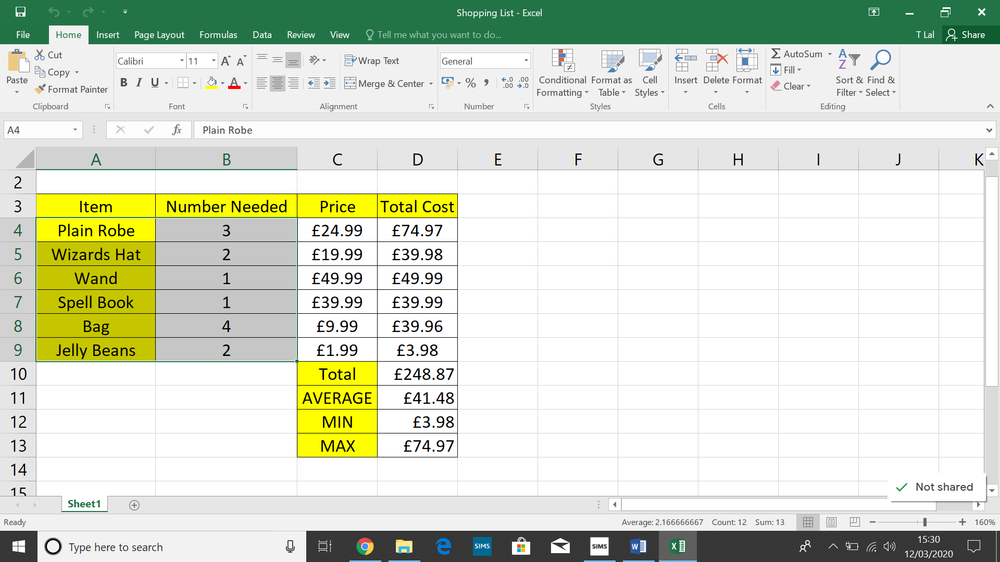 Shopping List - Excel
File Home Insert Page Layout Formulas Data Review View Tell me what you want to do... T Lal Share
Paste
Cut
Copy
Format Painter
Clipboard
Calibri 11 A A
B I U A
Font
Wrap Text
Merge & Center
Alignment
General
% , .0 .00 .00 .0
Number
Conditional Formatting
Format as Table
Cell Styles
Styles
Insert Delete Format
Cells
AutoSum
Fill
Clear
Sort & Filter
Find & Select
Editing
A4 fx Plain Robe
A B C D E F G H I J K
2
3 Item Number Needed Price Total Cost
4 Plain Robe 3 £24.99 £74.97
5 Wizards Hat 2 £19.99 £39.98
6 Wand 1 £49.99 £49.99
7 Spell Book 1 £39.99 £39.99
8 Bag 4 £9.99 £39.96
9 Jelly Beans 2 £1.99 £3.98
10 Total £248.87
11 AVERAGE £41.48
12 MIN £3.98
13 MAX £74.97
14
15
Not shared
Sheet1
Ready Average: 2.166666667 Count: 12 Sum: 13 160%
Type here to search SIMS SIMS 15:30
12/03/2020